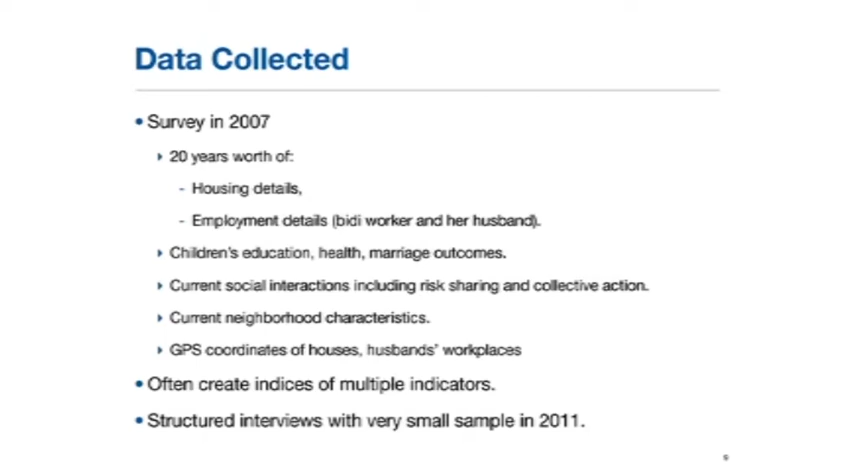 Data Collected
• Survey in 2007
‣ 20 years worth of:
- Housing details,
- Employment details (bidi worker and her husband).
‣ Children's education, health, marriage outcomes.
‣ Current social interactions including risk sharing and collective action.
‣ Current neighborhood characteristics.
‣ GPS coordinates of houses, husbands' workplaces
• Often create indices of multiple indicators.
• Structured interviews with very small sample in 2011.
9